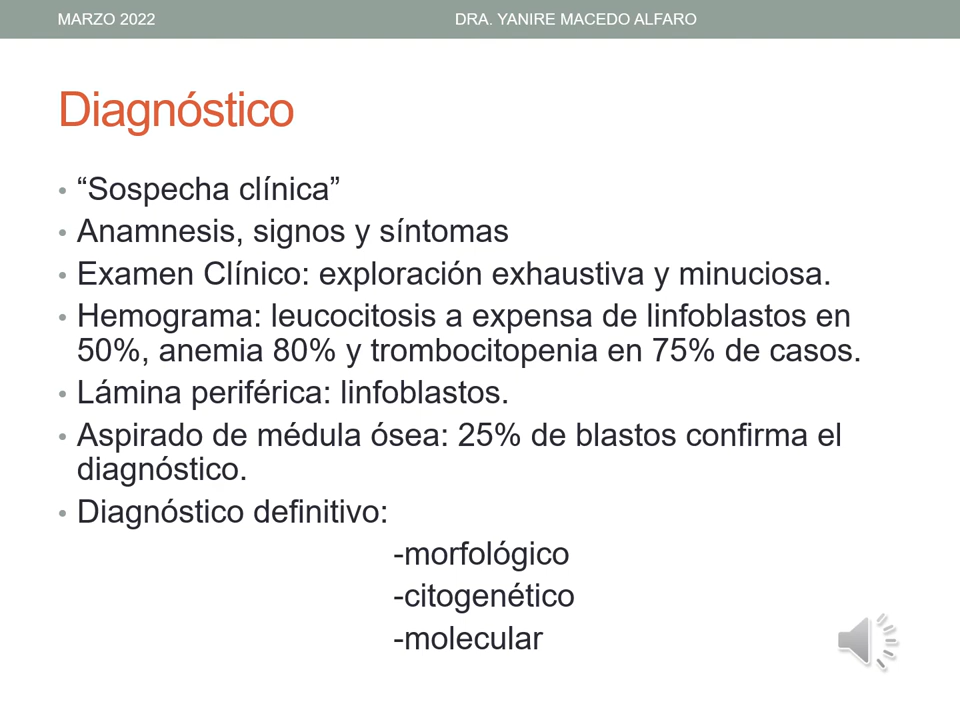 MARZO 2022 DRA. YANIRE MACEDO ALFARO
Diagnóstico
• “Sospecha clínica”
• Anamnesis, signos y síntomas
• Examen Clínico: exploración exhaustiva y minuciosa.
• Hemograma: leucocitosis a expensa de linfoblastos en
50%, anemia 80% y trombocitopenia en 75% de casos.
• Lámina periférica: linfoblastos.
• Aspirado de médula ósea: 25% de blastos confirma el
diagnóstico.
• Diagnóstico definitivo:
-morfológico
-citogenético
-molecular